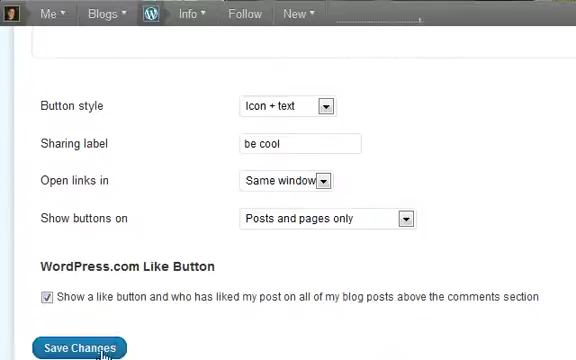 Me Blogs Info Follow New
Button style Icon + text
Sharing label be cool
Open links in Same window
Show buttons on Posts and pages only
WordPress.com Like Button
Show a like button and who has liked my post on all of my blog posts above the comments section
Save Changes